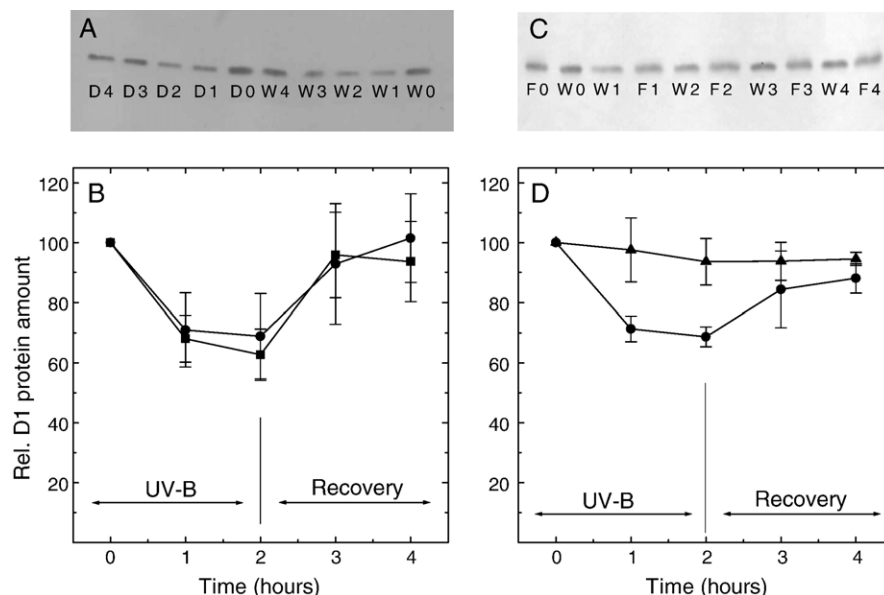 A
D4 D3 D2 D1 D0 W4 W3 W2 W1 W0
C
F0 W0 W1 F1 W2 F2 W3 F3 W4 F4
B
120
100
80
60
40
20
Rel. D1 protein amount
UV-B
Recovery
0 1 2 3 4
Time (hours)
D
120
100
80
60
40
20
UV-B
Recovery
0 1 2 3 4
Time (hours)